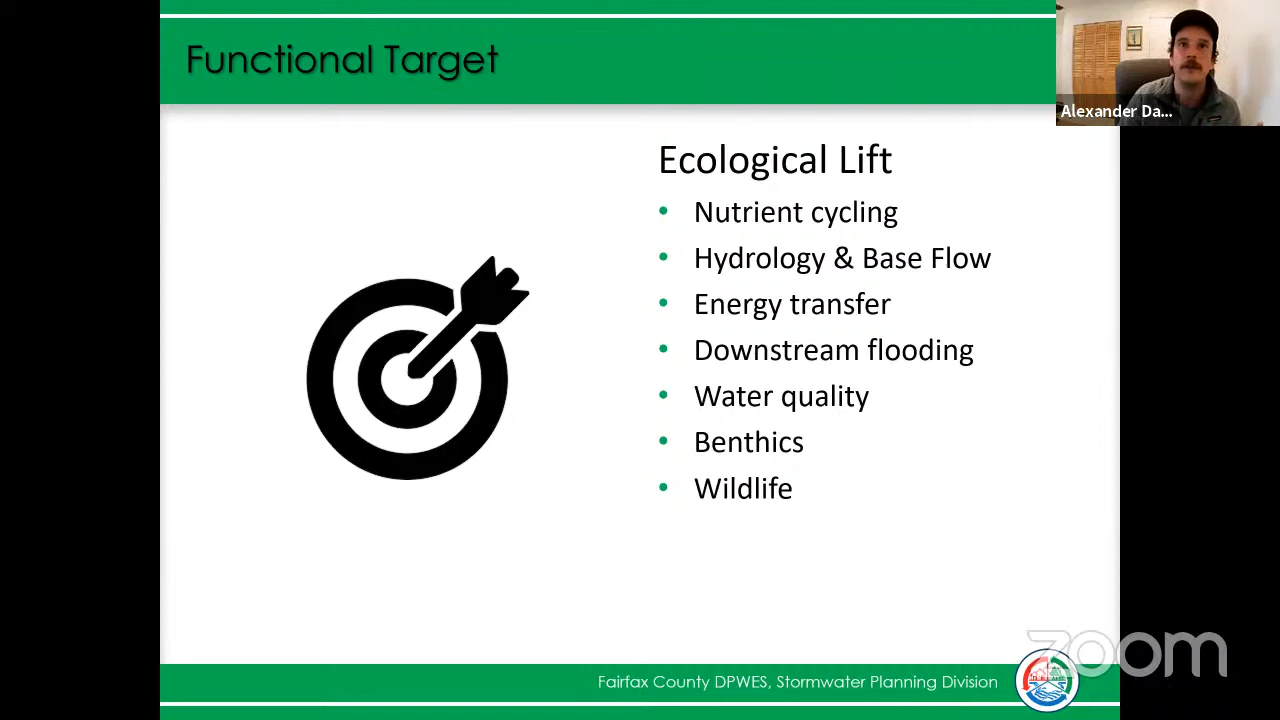 Functional Target
Alexander Da...
Ecological Lift
• Nutrient cycling
• Hydrology & Base Flow
• Energy transfer
• Downstream flooding
• Water quality
• Benthics
• Wildlife
zoom
Fairfax County DPWES, Stormwater Planning Division